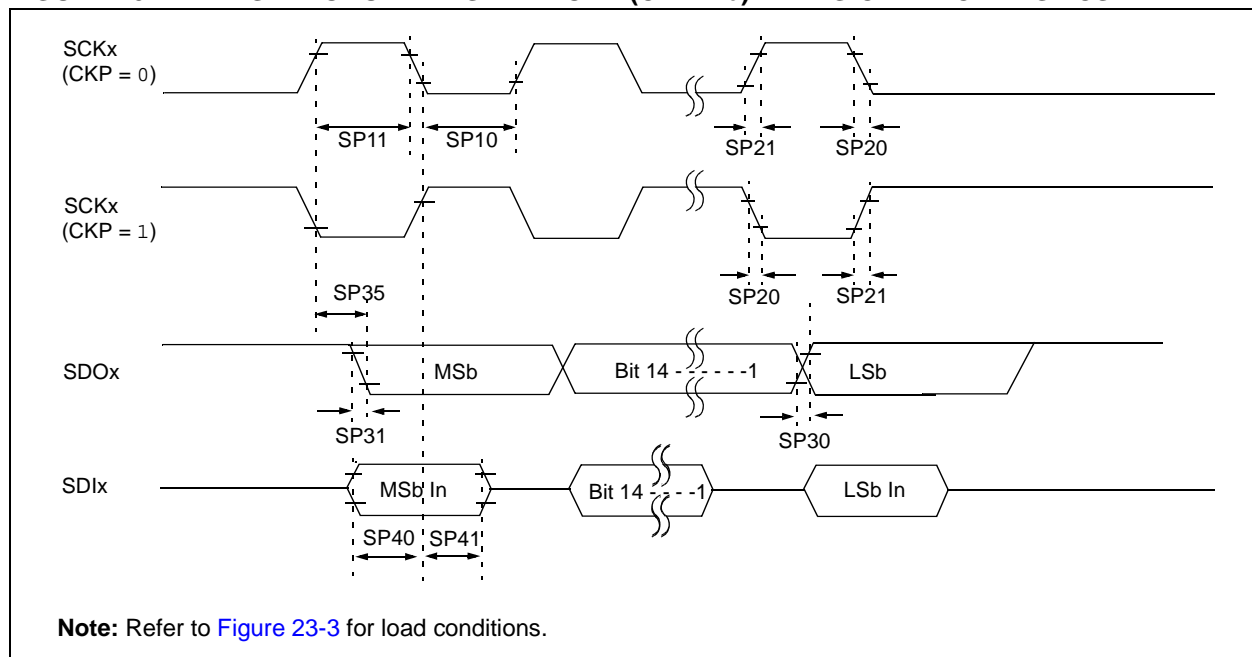 SCKx
(CKP = 0)
SP11
SP10
SP21
SP20
SCKx
(CKP = 1)
SP35
SP20
SP21
SDOx
MSb
Bit 14 - - - - - -1
LSb
SP31
SP30
SDIx
MSb In
Bit 14 - - - - -1
LSb In
SP40
SP41
Note: Refer to Figure 23-3 for load conditions.